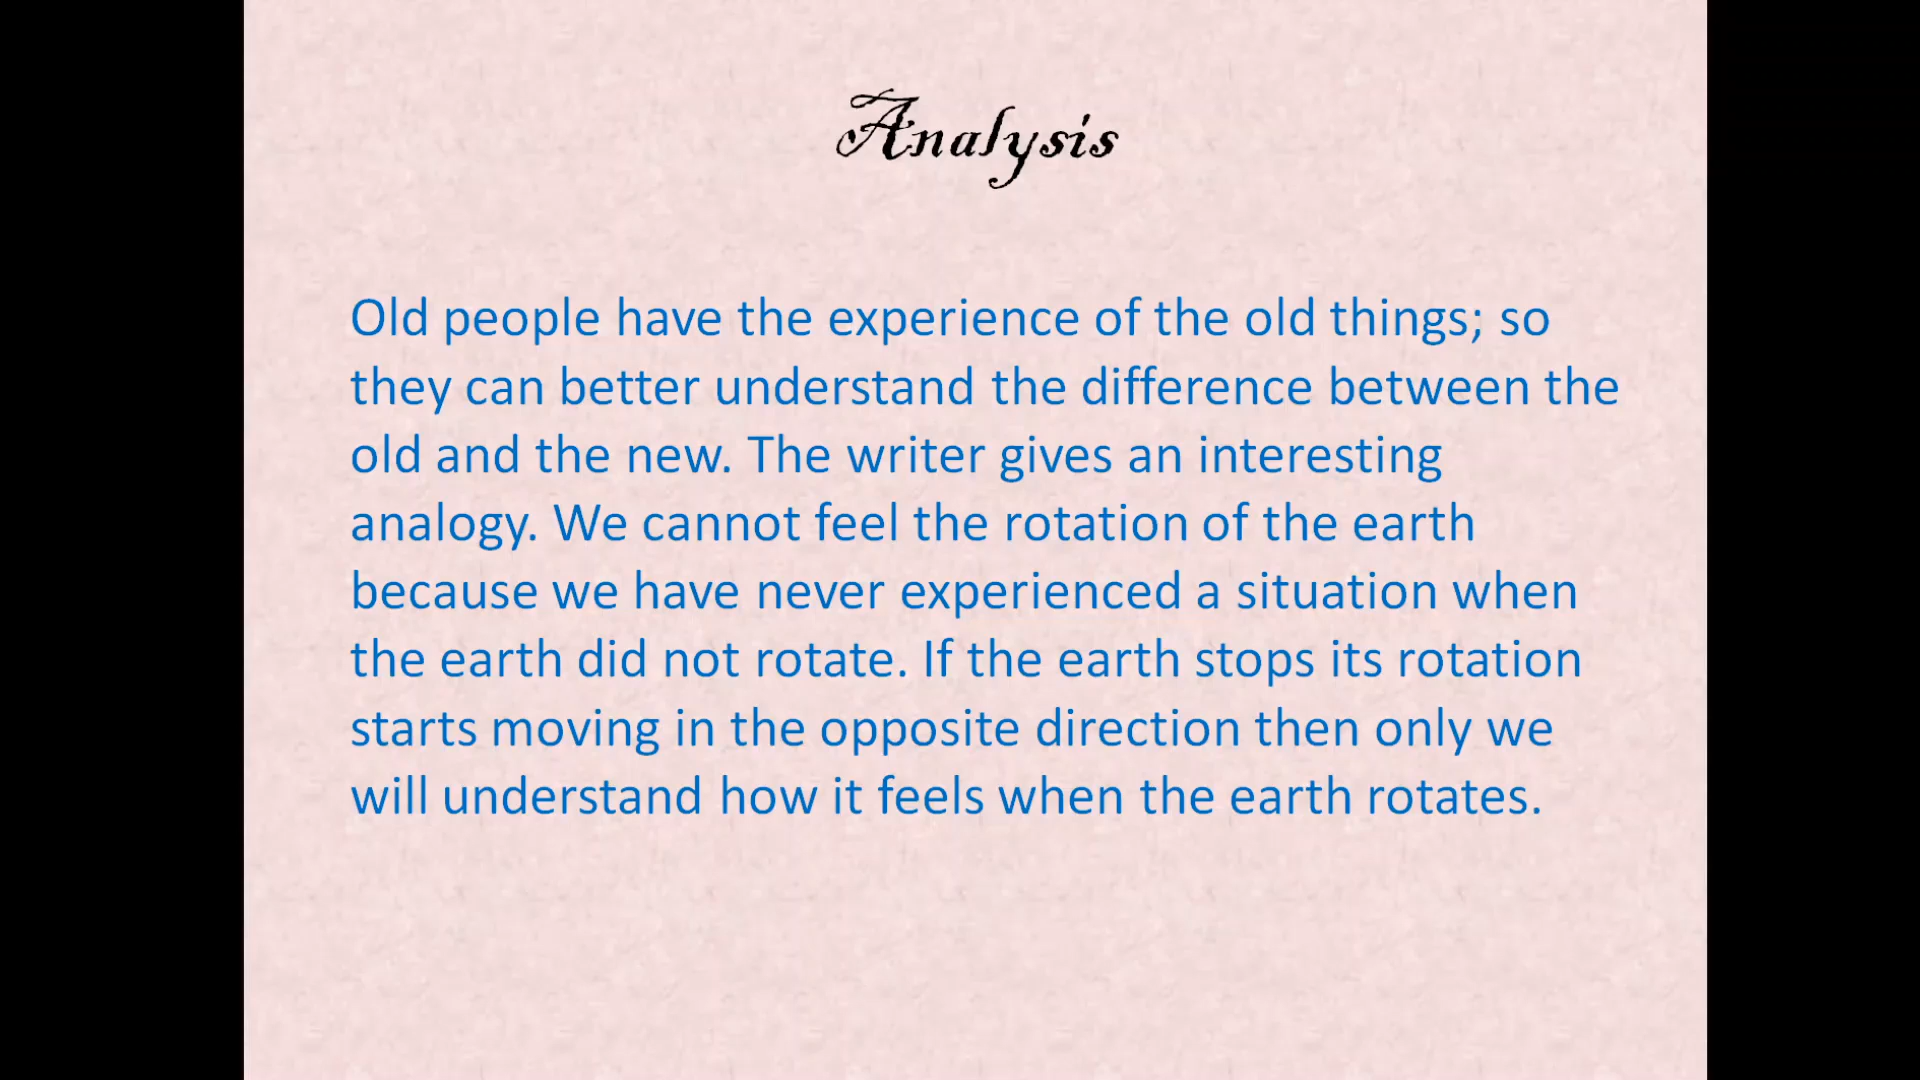 Analysis
Old people have the experience of the old things; so
they can better understand the difference between the
old and the new. The writer gives an interesting
analogy. We cannot feel the rotation of the earth
because we have never experienced a situation when
the earth did not rotate. If the earth stops its rotation
starts moving in the opposite direction then only we
will understand how it feels when the earth rotates.